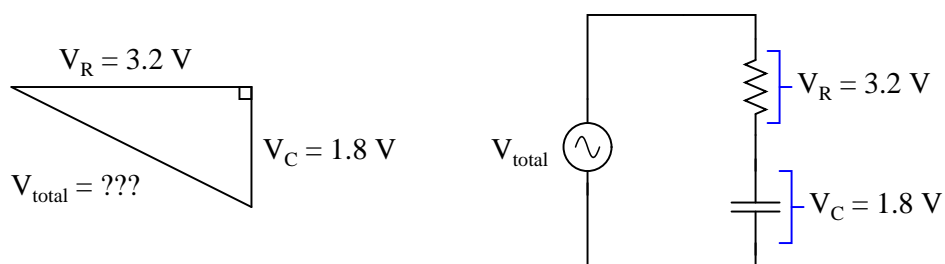 V_R = 3.2 V
V_C = 1.8 V
V_total = ???
V_total
V_R = 3.2 V
V_C = 1.8 V